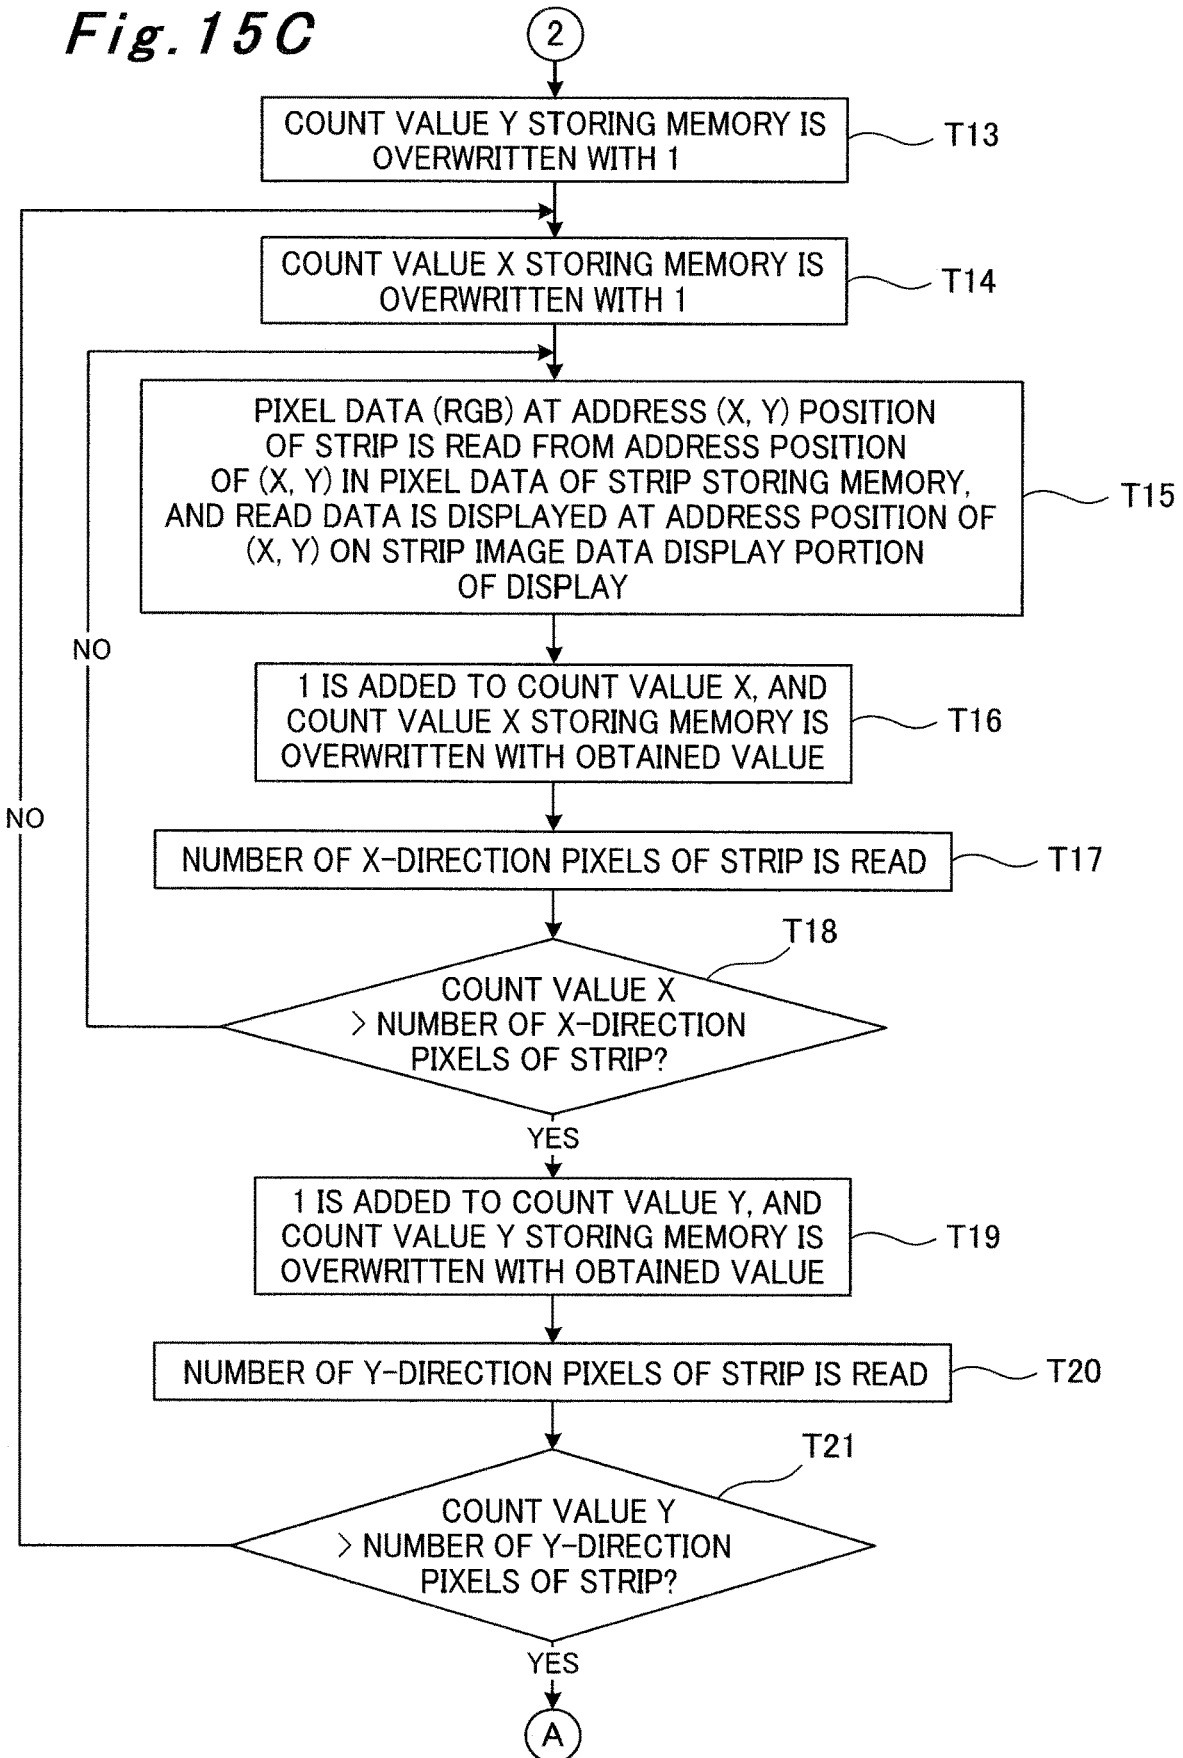 Fig.15C
2
COUNT VALUE Y STORING MEMORY IS
OVERWRITTEN WITH 1
T13
COUNT VALUE X STORING MEMORY IS
OVERWRITTEN WITH 1
T14
PIXEL DATA (RGB) AT ADDRESS (X, Y) POSITION
OF STRIP IS READ FROM ADDRESS POSITION
OF (X, Y) IN PIXEL DATA OF STRIP STORING MEMORY,
AND READ DATA IS DISPLAYED AT ADDRESS POSITION OF
(X, Y) ON STRIP IMAGE DATA DISPLAY PORTION
OF DISPLAY
T15
NO
1 IS ADDED TO COUNT VALUE X, AND
COUNT VALUE X STORING MEMORY IS
OVERWRITTEN WITH OBTAINED VALUE
T16
NO
NUMBER OF X-DIRECTION PIXELS OF STRIP IS READ
T17
T18
COUNT VALUE X
> NUMBER OF X-DIRECTION
PIXELS OF STRIP?
YES
1 IS ADDED TO COUNT VALUE Y, AND
COUNT VALUE Y STORING MEMORY IS
OVERWRITTEN WITH OBTAINED VALUE
T19
NUMBER OF Y-DIRECTION PIXELS OF STRIP IS READ
T20
T21
COUNT VALUE Y
> NUMBER OF Y-DIRECTION
PIXELS OF STRIP?
YES
A